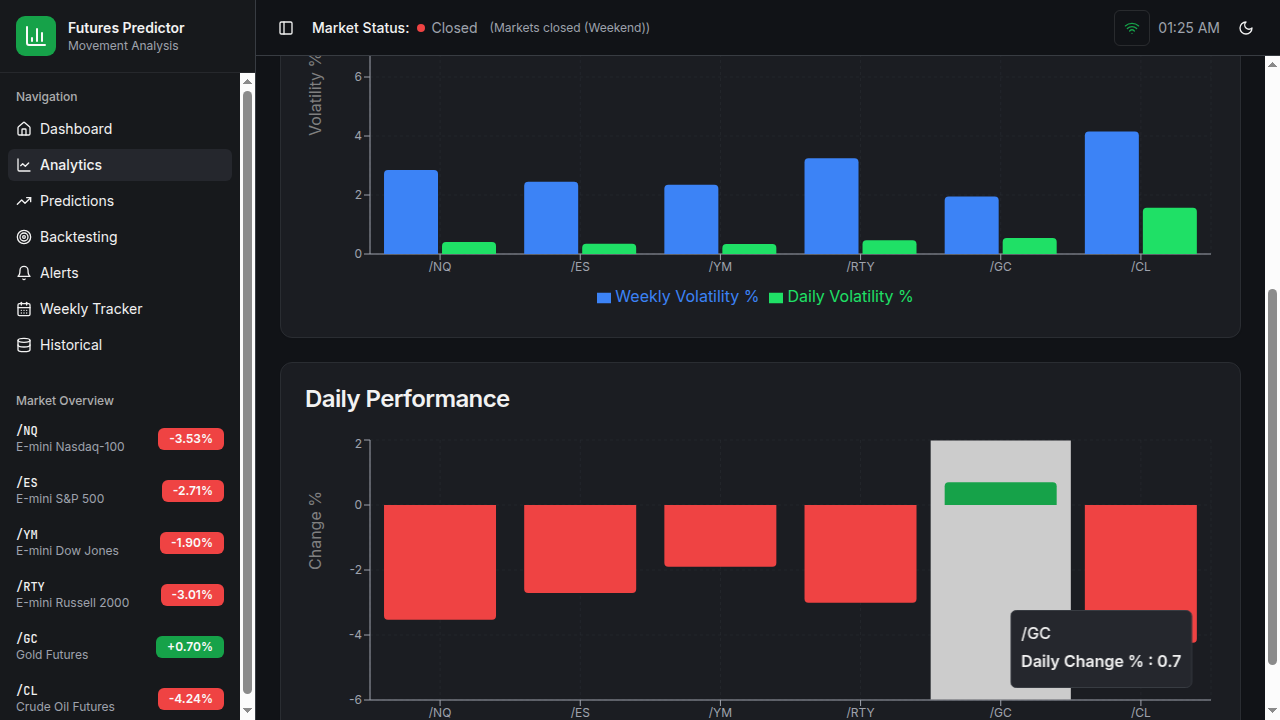 Futures Predictor
Movement Analysis
Market Status: Closed (Markets closed (Weekend))
01:25 AM
Navigation
Dashboard
Analytics
Predictions
Backtesting
Alerts
Weekly Tracker
Historical
Market Overview
/NQ
E-mini Nasdaq-100
-3.53%
/ES
E-mini S&P 500
-2.71%
/YM
E-mini Dow Jones
-1.90%
/RTY
E-mini Russell 2000
-3.01%
/GC
Gold Futures
+0.70%
/CL
Crude Oil Futures
-4.24%
Volatility %
6
4
2
0
/NQ /ES /YM /RTY /GC /CL
Weekly Volatility % Daily Volatility %
Daily Performance
Change %
2
0
-2
-4
-6
/GC
Daily Change % : 0.7
/NQ /ES /YM /RTY /GC /CL